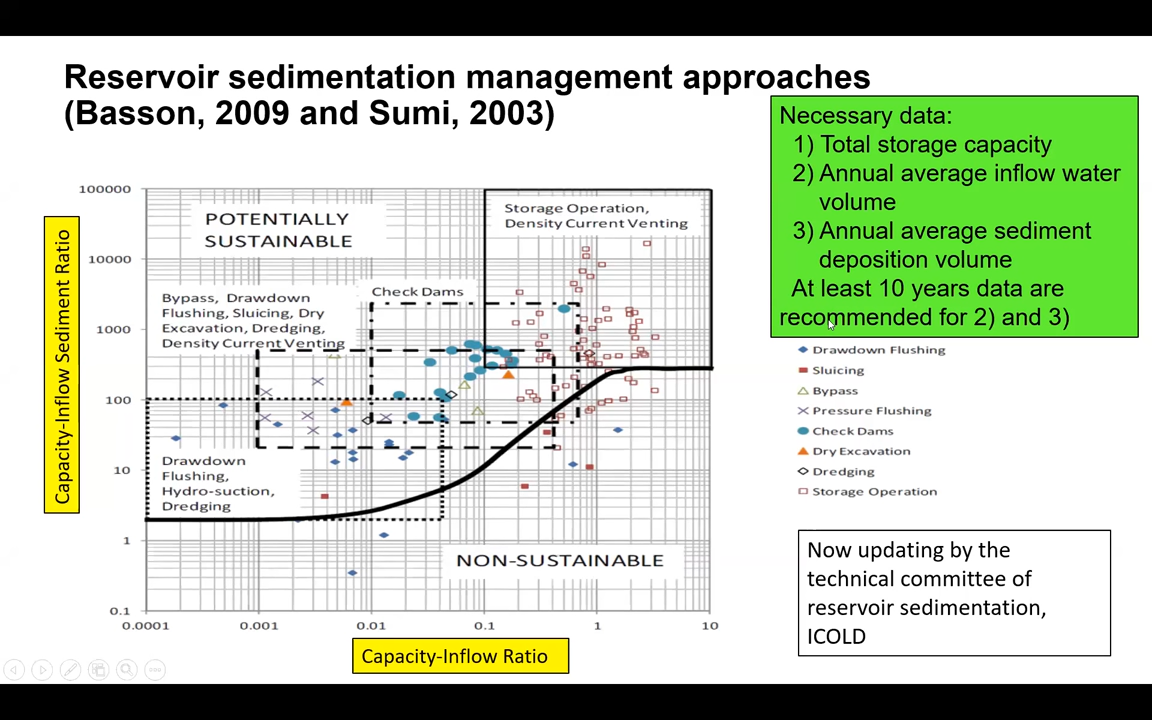 Reservoir sedimentation management approaches
(Basson, 2009 and Sumi, 2003)
Necessary data:
1) Total storage capacity
2) Annual average inflow water
volume
3) Annual average sediment
deposition volume
At least 10 years data are
recommended for 2) and 3)
Capacity-Inflow Sediment Ratio
100000
10000
1000
100
10
1
0.1
POTENTIALLY
SUSTAINABLE
Storage Operation,
Density Current Venting
Check Dams
Bypass, Drawdown
Flushing, Sluicing, Dry
Excavation, Dredging,
Density Current Venting
Drawdown
Flushing,
Hydro-suction,
Dredging
NON-SUSTAINABLE
0.0001
0.001
0.01
0.1
1
10
Capacity-Inflow Ratio
Drawdown Flushing
Sluicing
Bypass
Pressure Flushing
Check Dams
Dry Excavation
Dredging
Storage Operation
Now updating by the
technical committee of
reservoir sedimentation,
ICOLD